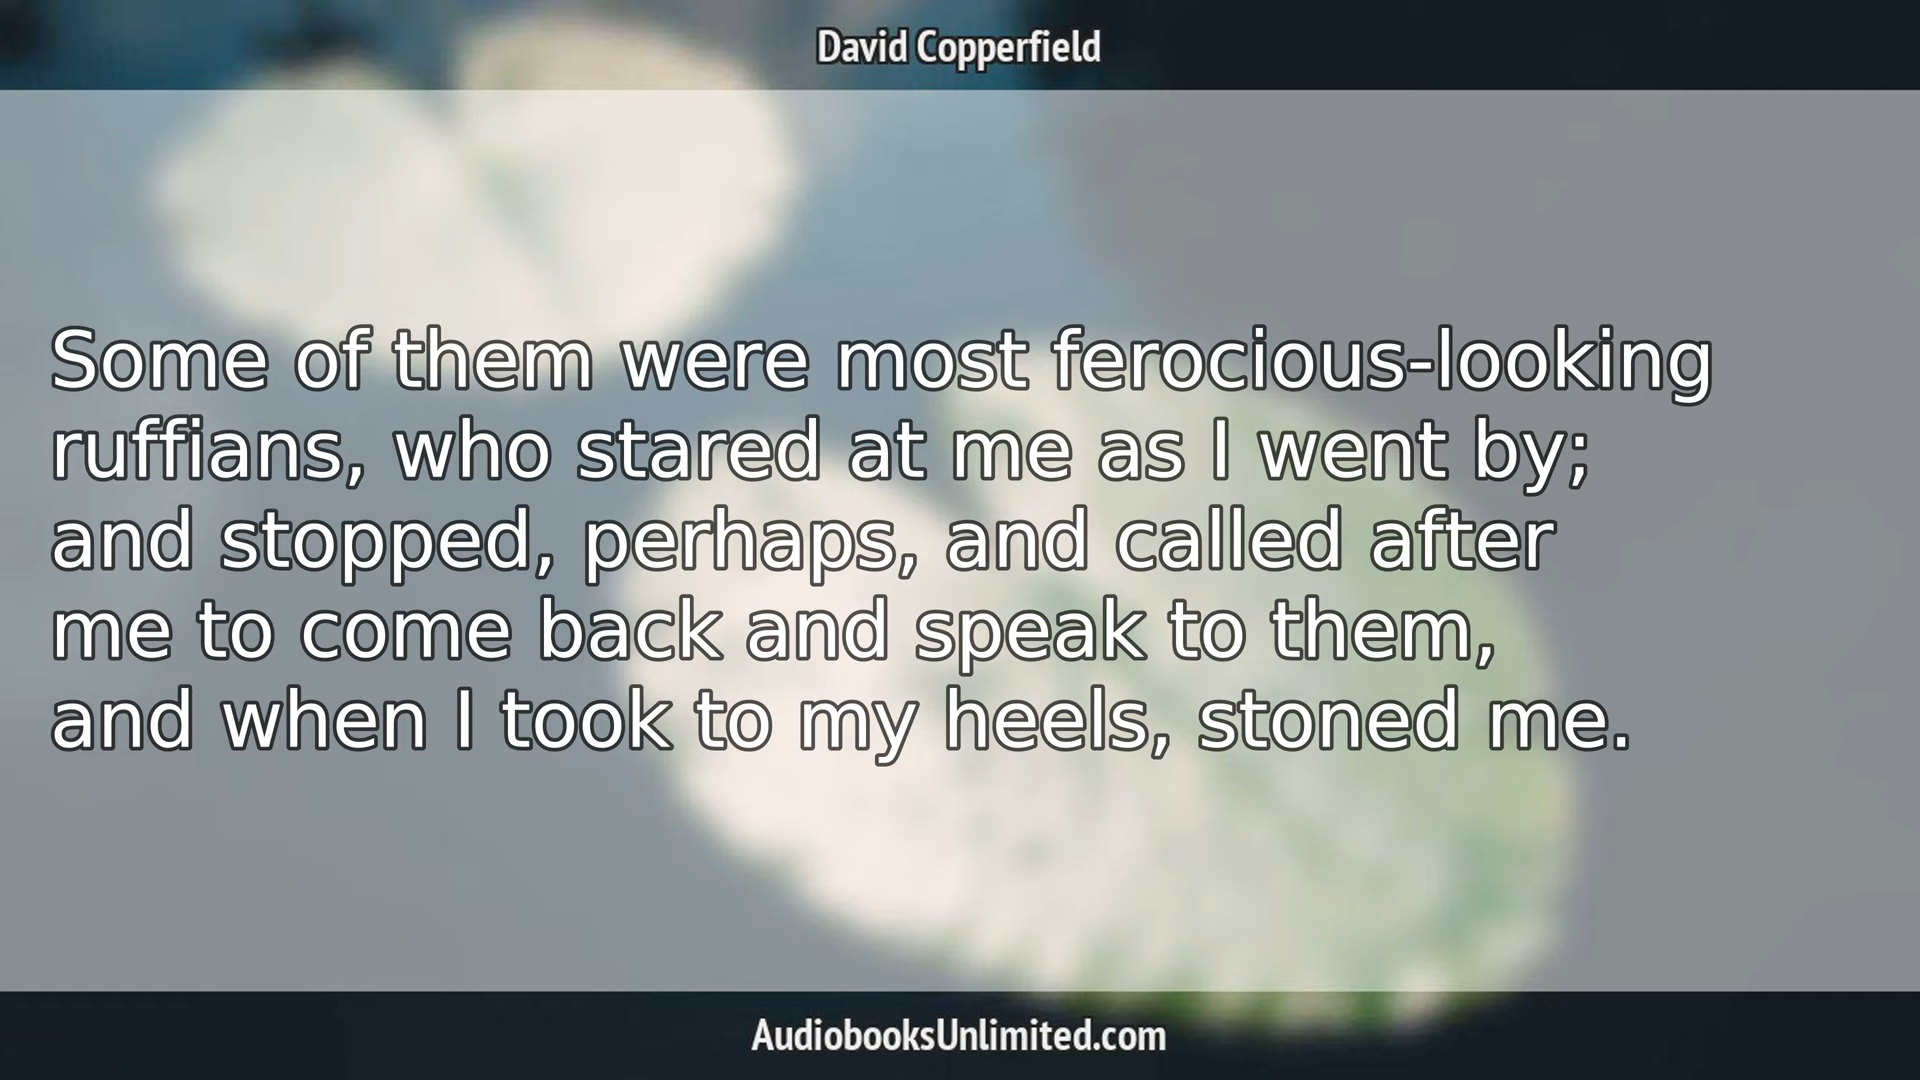 David Copperfield
Some of them were most ferocious-looking
ruffians, who stared at me as I went by;
and stopped, perhaps, and called after
me to come back and speak to them,
and when I took to my heels, stoned me.
AudiobooksUnlimited.com